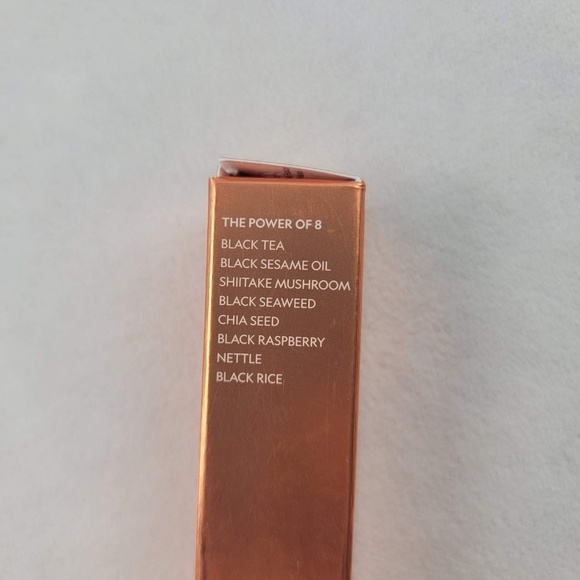 THE POWER OF 8
BLACK TEA
BLACK SESAME OIL
SHIITAKE MUSHROOM
BLACK SEAWEED
CHIA SEED
BLACK RASPBERRY
NETTLE
BLACK RICE